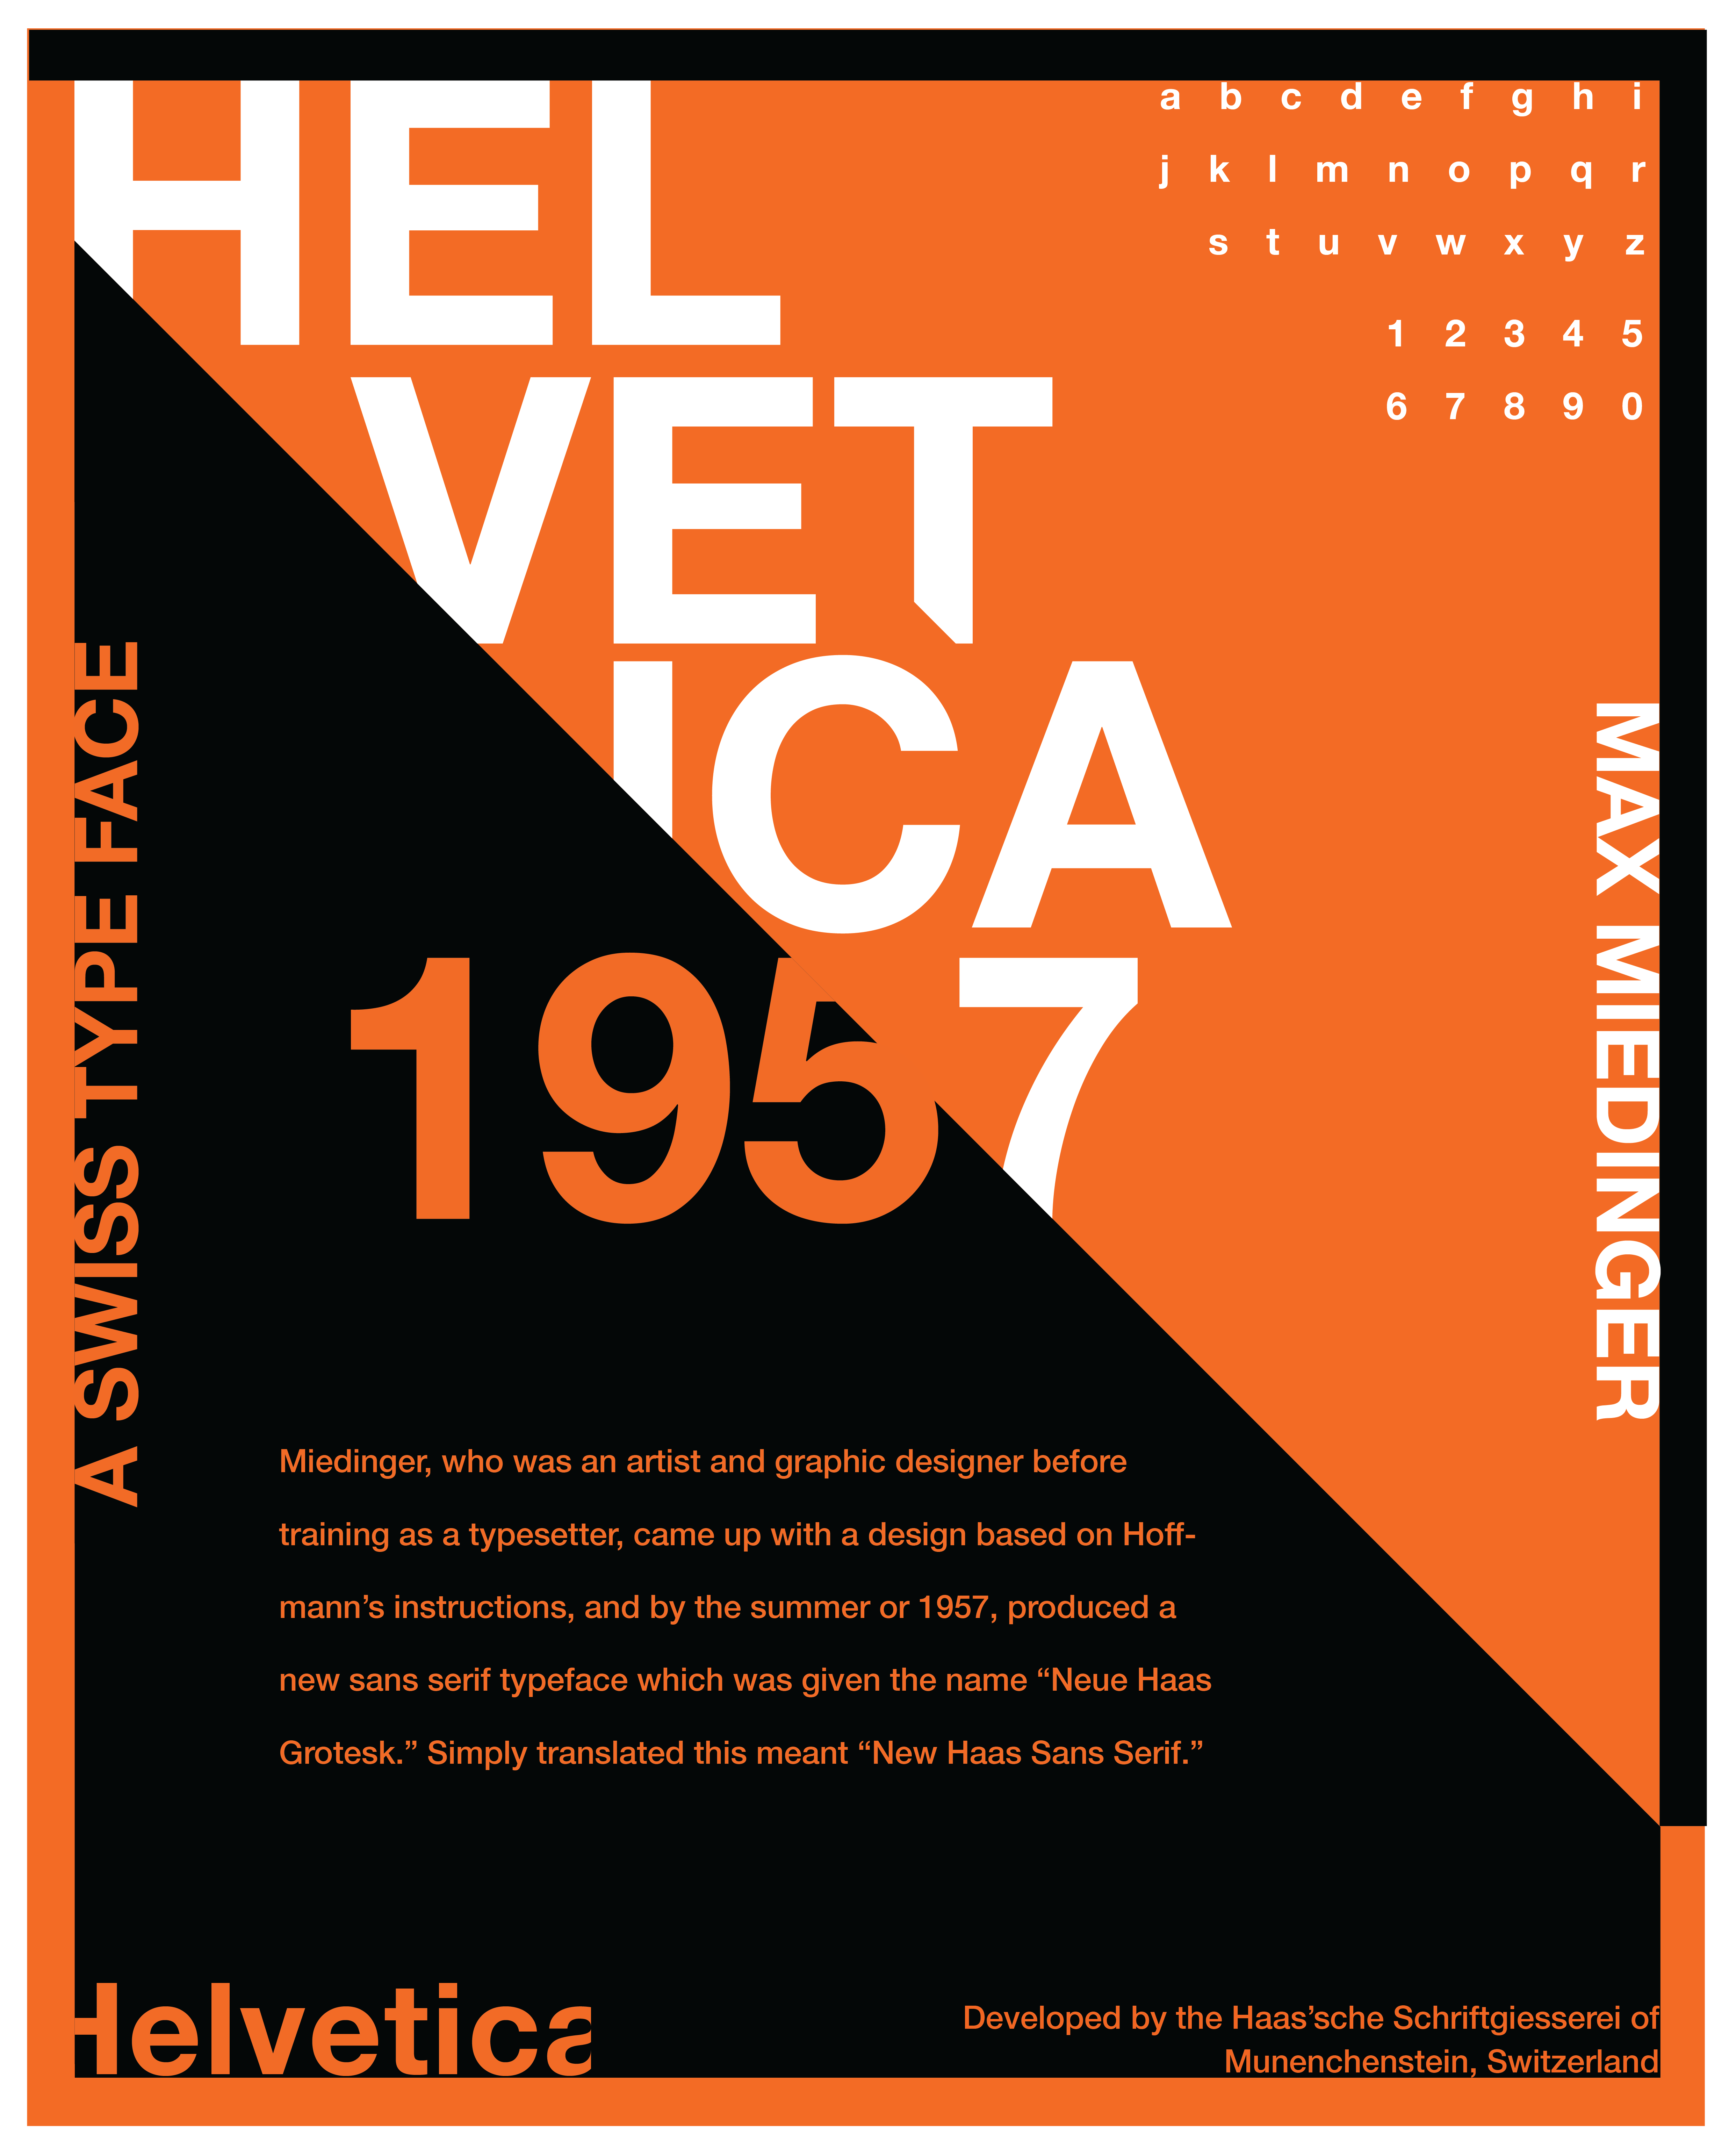 HEL
VET
ICA
1957
a b c d e f g h i
j k l m n o p q r
s t u v w x y z
1 2 3 4 5
6 7 8 9 0
A SWISS TYPE FACE
MAX MIEDINGER
Miedinger, who was an artist and graphic designer before
training as a typesetter, came up with a design based on Hoff-
mann’s instructions, and by the summer or 1957, produced a
new sans serif typeface which was given the name “Neue Haas
Grotesk.” Simply translated this meant “New Haas Sans Serif.”
Helvetica
Developed by the Haas’sche Schriftgiesserei of
Munenchenstein, Switzerland